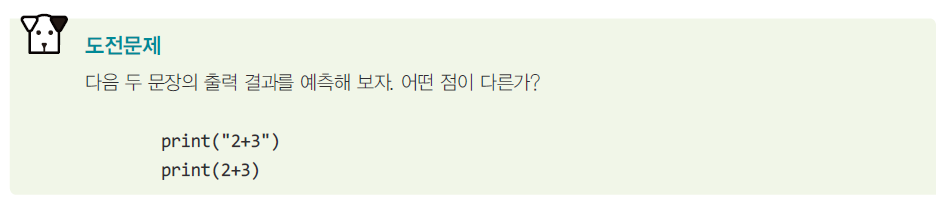 도전문제
다음 두 문장의 출력 결과를 예측해 보자. 어떤 점이 다른가?
print("2+3")
print(2+3)